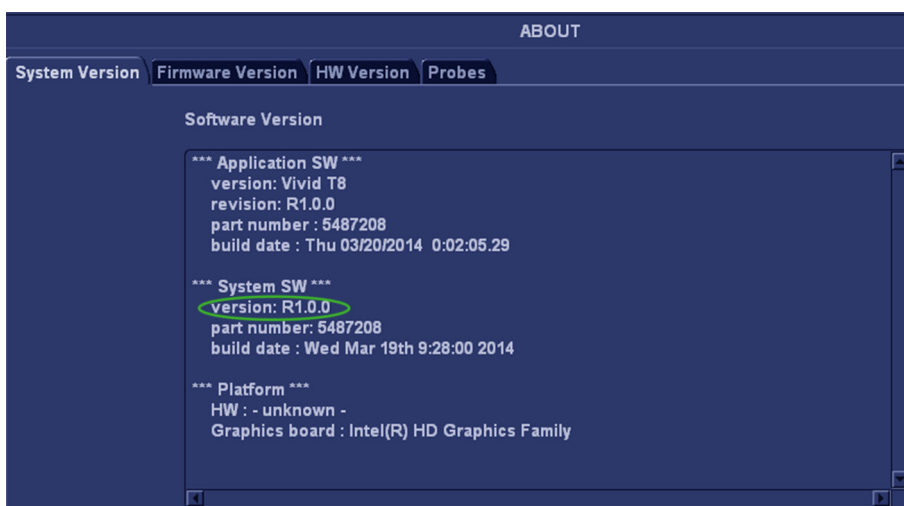 ABOUT
System Version Firmware Version HW Version Probes
Software Version
*** Application SW ***
version: Vivid T8
revision: R1.0.0
part number : 5487208
build date : Thu 03/20/2014 0:02:05.29
*** System SW ***
version: R1.0.0
part number: 5487208
build date : Wed Mar 19th 9:28:00 2014
*** Platform ***
HW : - unknown -
Graphics board : Intel(R) HD Graphics Family